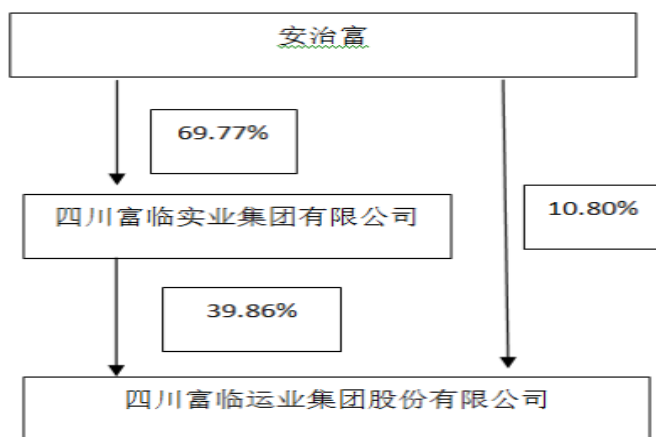 安治富
69.77%
四川富临实业集团有限公司
10.80%
39.86%
四川富临运业集团股份有限公司